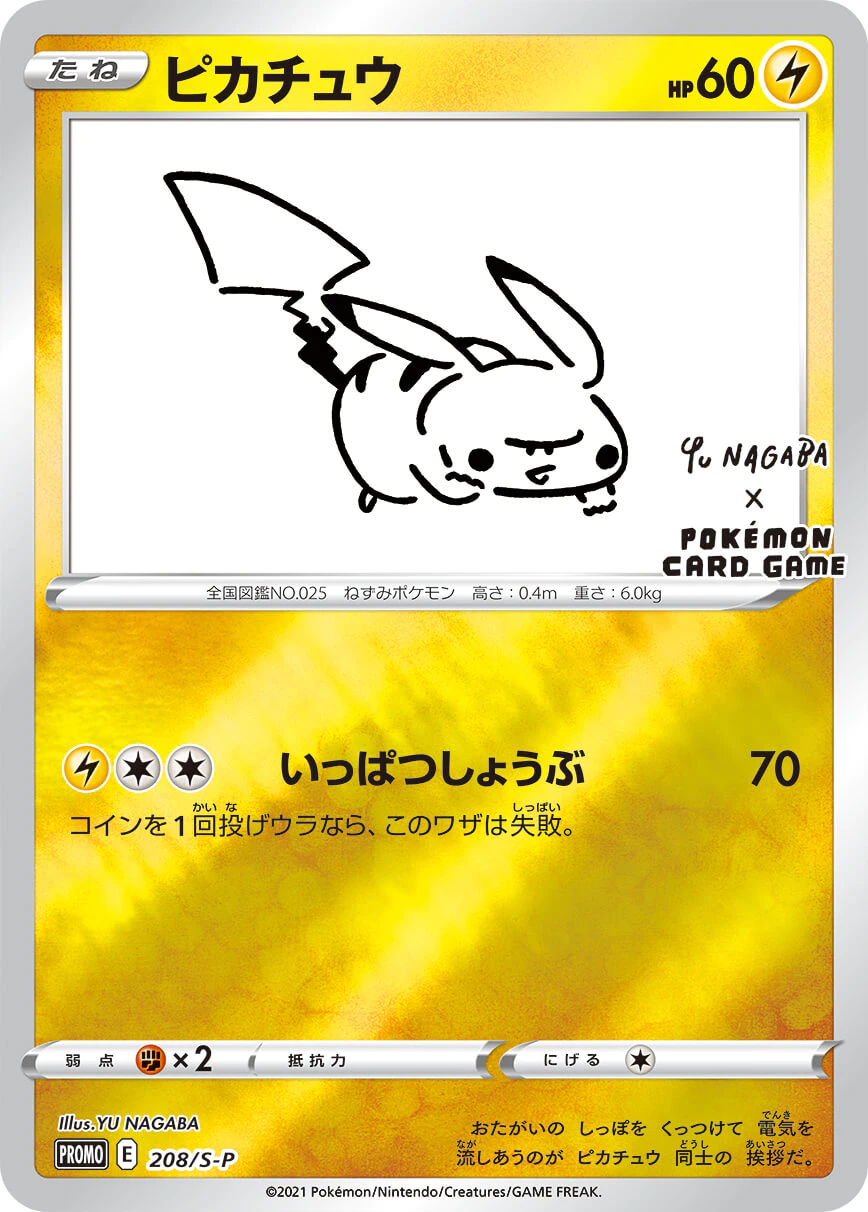 たね ピカチュウ HP60
YU NAGABA
×
POKÉMON
CARD GAME
全国図鑑NO.025 ねずみポケモン 高さ：0.4m 重さ：6.0kg
いっぱつしょうぶ 70
コインを1回投げウラなら、このワザは失敗。
弱点 ×2 抵抗力 にげる
Illus.YU NAGABA
PROMO E 208/S-P
おたがいの しっぽを くっつけて 電気を
流しあうのが ピカチュウ 同士の 挨拶だ。
©2021 Pokémon/Nintendo/Creatures/GAME FREAK.